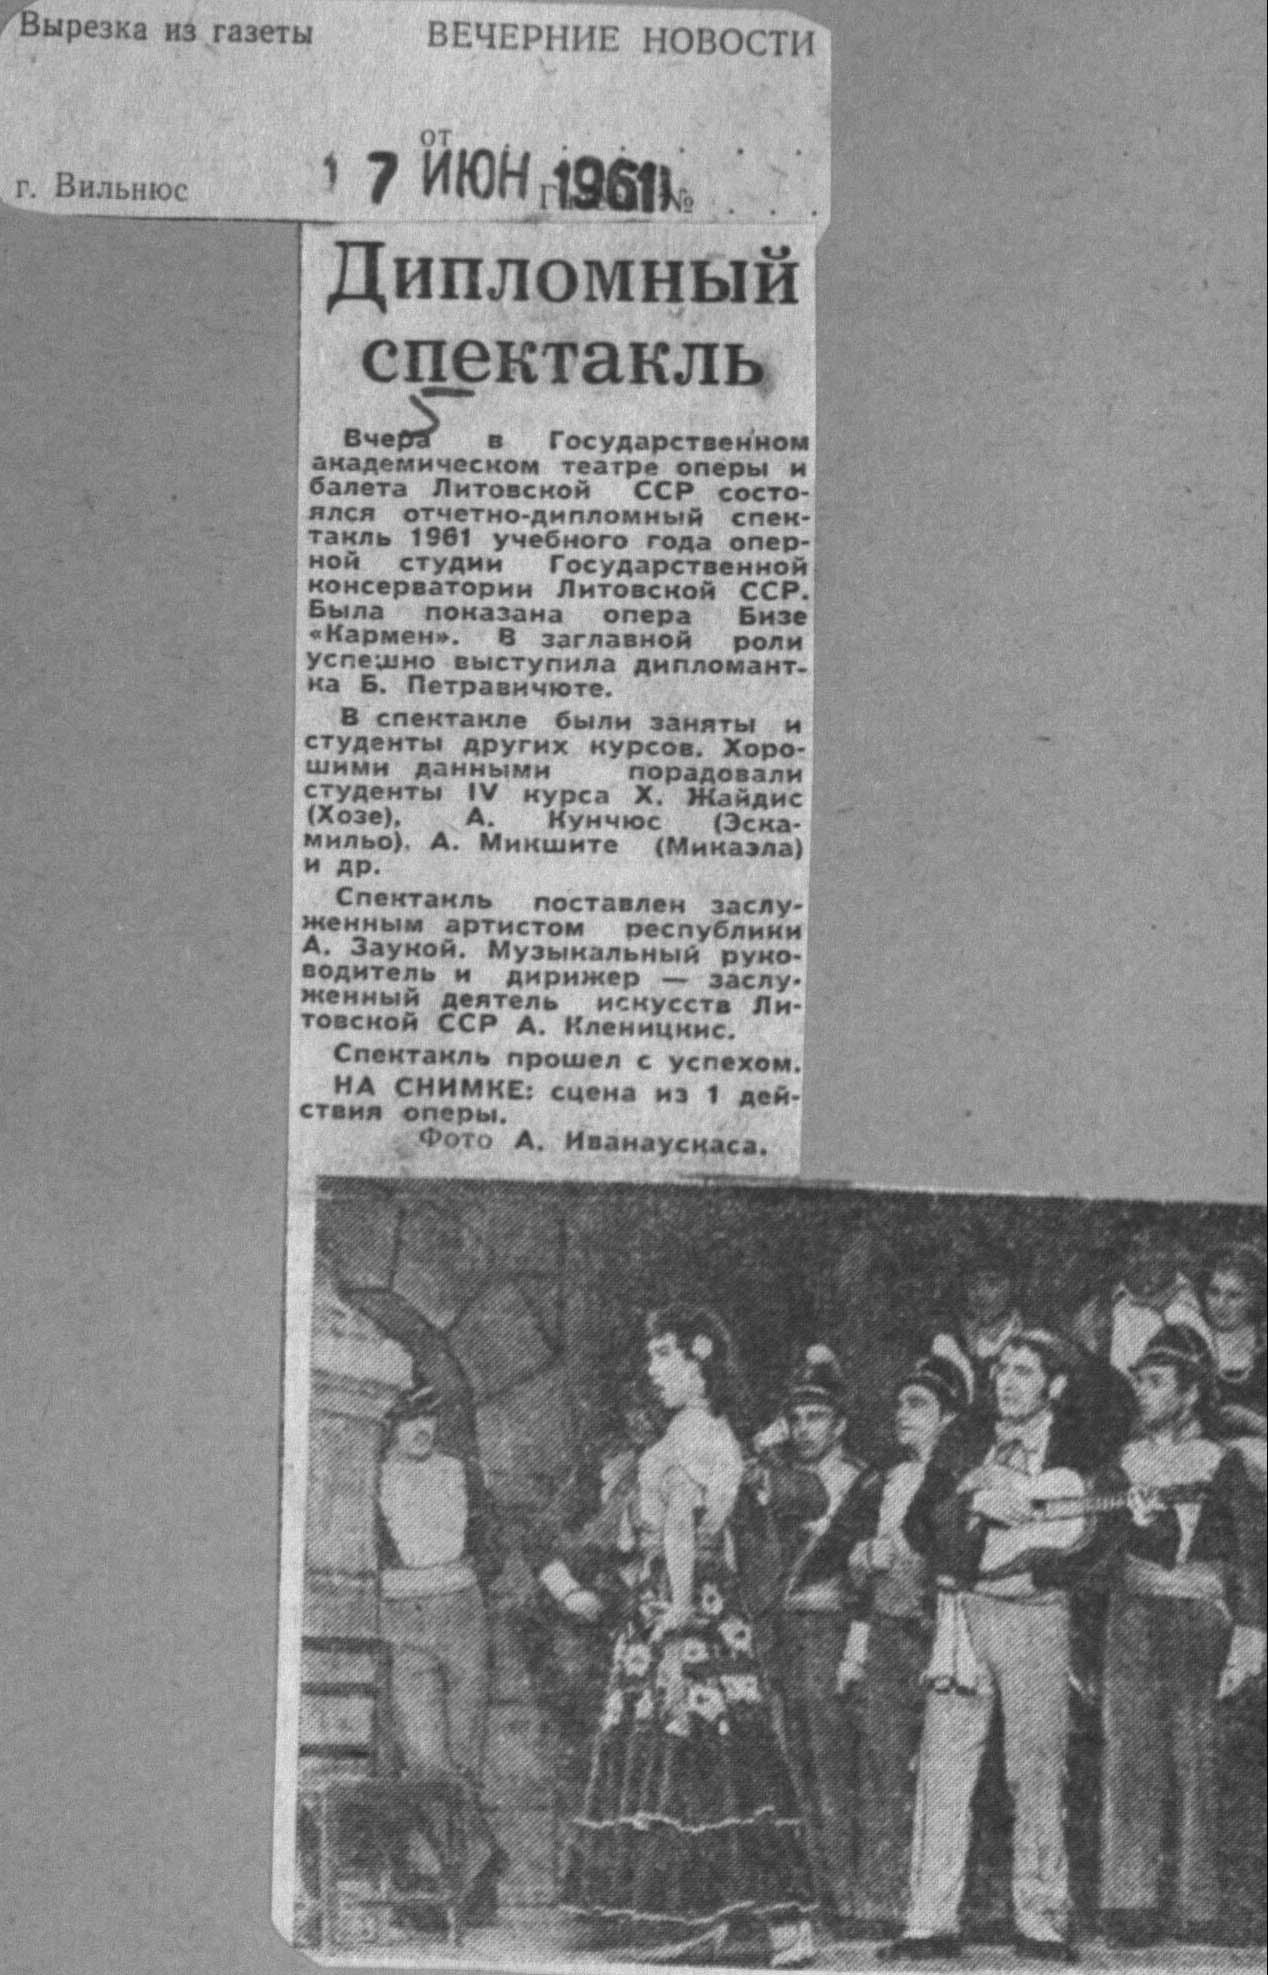 Вырезка из газеты
ВЕЧЕРНИЕ НОВОСТИ
от
17 ИЮН 1961
г. Вильнюс
№
Дипломный
спектакль
Вчера в Государственном
академическом театре оперы и
балета Литовской ССР состо-
ялся отчетно-дипломный спек-
такль 1961 учебного года опер-
ной студии Государственной
консерватории Литовской ССР.
Была показана опера Бизе
«Кармен». В заглавной роли
успешно выступила дипломант-
ка Б. Петравичюте.
В спектакле были заняты и
студенты других курсов. Хоро-
шими данными порадовали
студенты IV курса Х. Жайдис
(Хозе), А. Кунчюс (Эска-
мильо), А. Микшите (Микаэла)
и др.
Спектакль поставлен заслу-
женным артистом республики
А. Заукой. Музыкальный руко-
водитель и дирижер — заслу-
женный деятель искусств Ли-
товской ССР А. Кленицкис.
Спектакль прошел с успехом.
НА СНИМКЕ: сцена из 1 дей-
ствия оперы.
Фото А. Иванаускаса.